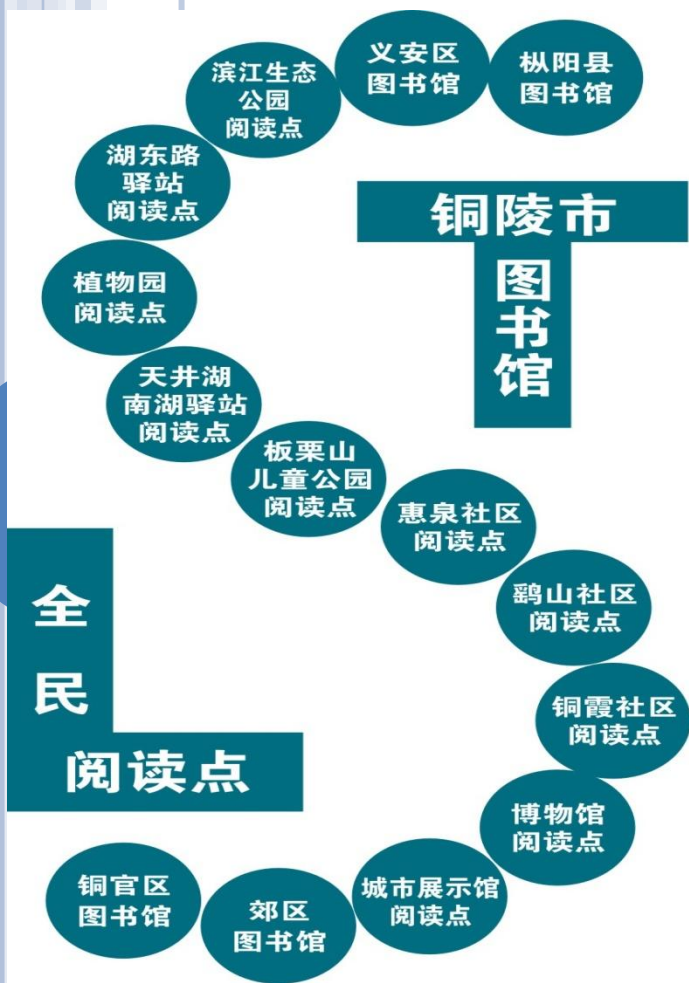 枞阳县
图书馆
义安区
图书馆
滨江生态
公园
阅读点
湖东路
驿站
阅读点
植物园
阅读点
天井湖
南湖驿站
阅读点
板栗山
儿童公园
阅读点
惠泉社区
阅读点
鹞山社区
阅读点
铜霞社区
阅读点
博物馆
阅读点
城市展示馆
阅读点
郊区
图书馆
铜官区
图书馆
铜陵市
图书馆
全民
阅读点